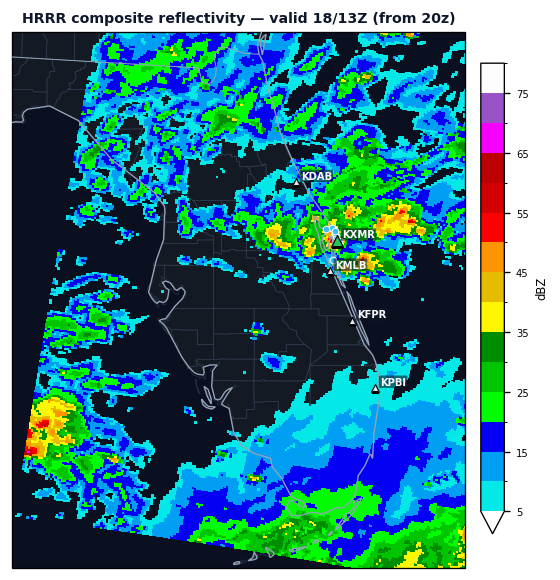 HRRR composite reflectivity — valid 18/13Z (from 20z)
KDAB
KXMR
KMLB
KFPR
KPBI
75
65
55
45
35
25
15
5
dBZ